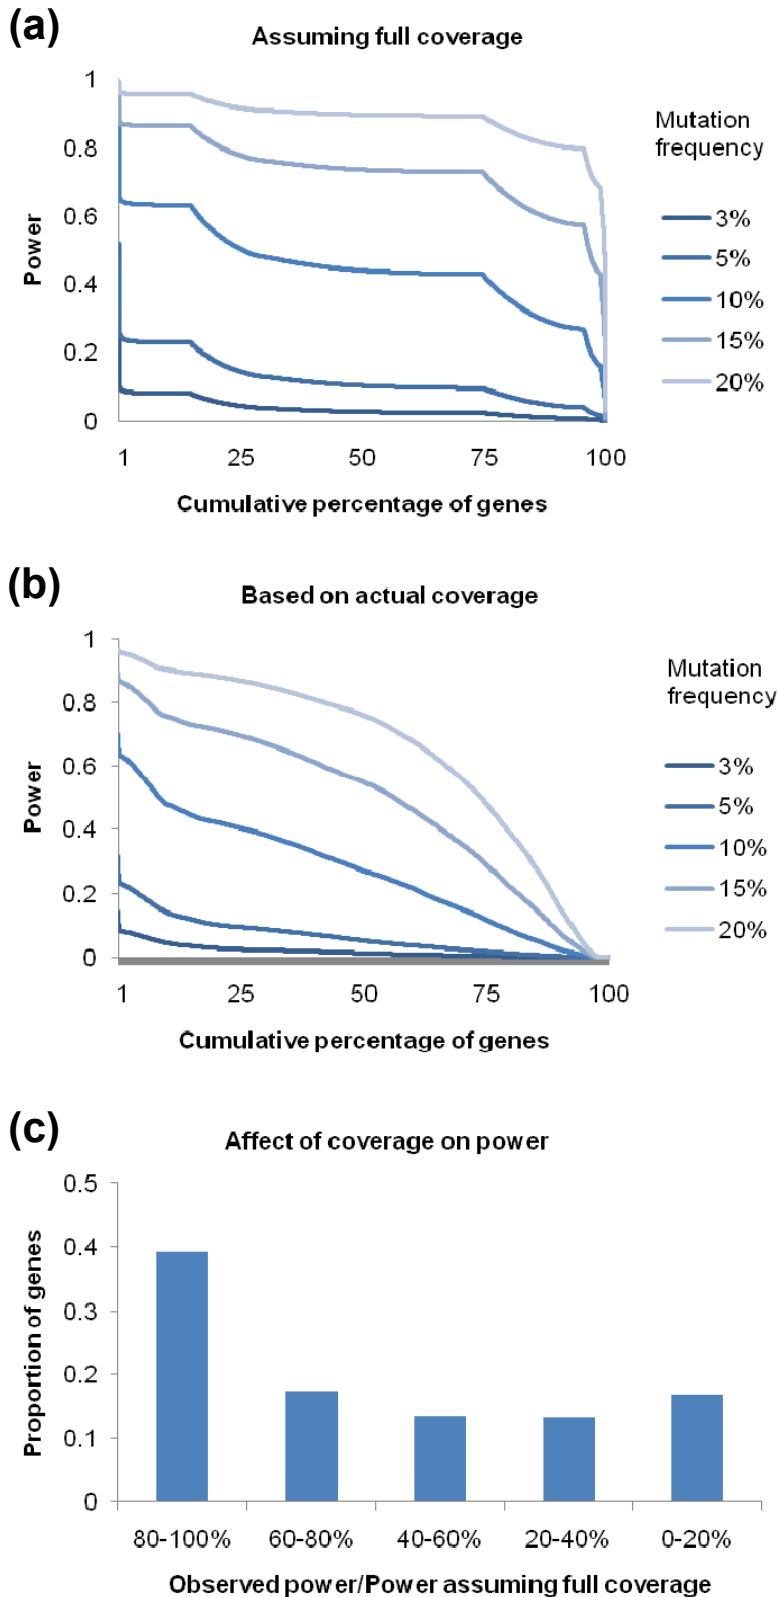 (a)
Assuming full coverage
Power
1
0.8
0.6
0.4
0.2
0
1 25 50 75 100
Cumulative percentage of genes
Mutation
frequency
3%
5%
10%
15%
20%
(b)
Based on actual coverage
Power
1
0.8
0.6
0.4
0.2
0
1 25 50 75 100
Cumulative percentage of genes
Mutation
frequency
3%
5%
10%
15%
20%
(c)
Affect of coverage on power
Proportion of genes
0.5
0.4
0.3
0.2
0.1
0
80-100% 60-80% 40-60% 20-40% 0-20%
Observed power/Power assuming full coverage